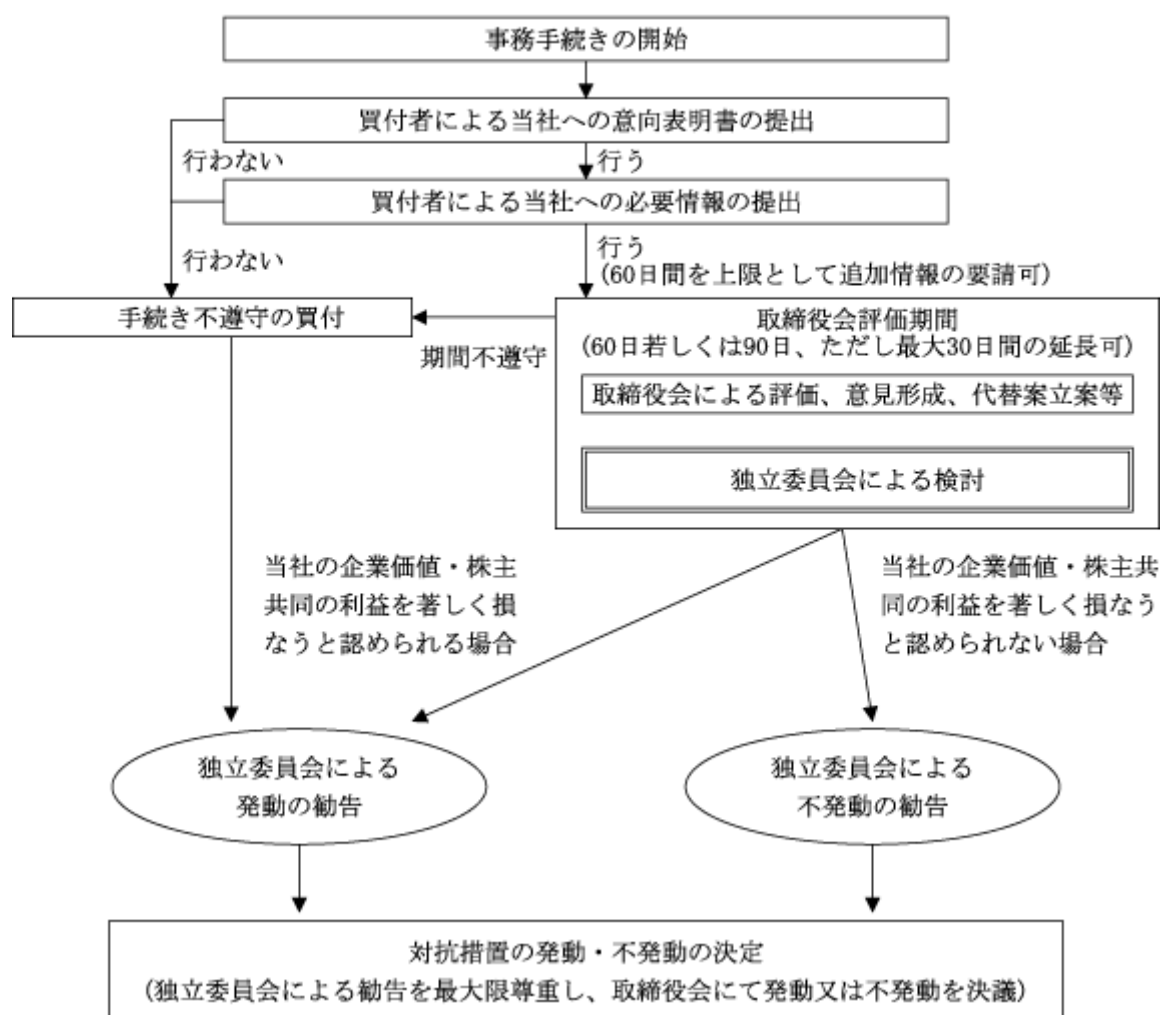 事務手続きの開始
買付者による当社への意向表明書の提出
行わない
行う
買付者による当社への必要情報の提出
行わない
行う
(60日間を上限として追加情報の要請可)
手続き不遵守の買付
期間不遵守
取締役会評価期間
(60日若しくは90日、ただし最大30日間の延長可)
取締役会による評価、意見形成、代替案立案等
独立委員会による検討
当社の企業価値・株主
共同の利益を著しく損
なうと認められる場合
当社の企業価値・株主共
同の利益を著しく損なう
と認められない場合
独立委員会による
発動の勧告
独立委員会による
不発動の勧告
対抗措置の発動・不発動の決定
(独立委員会による勧告を最大限尊重し、取締役会にて発動又は不発動を決議)